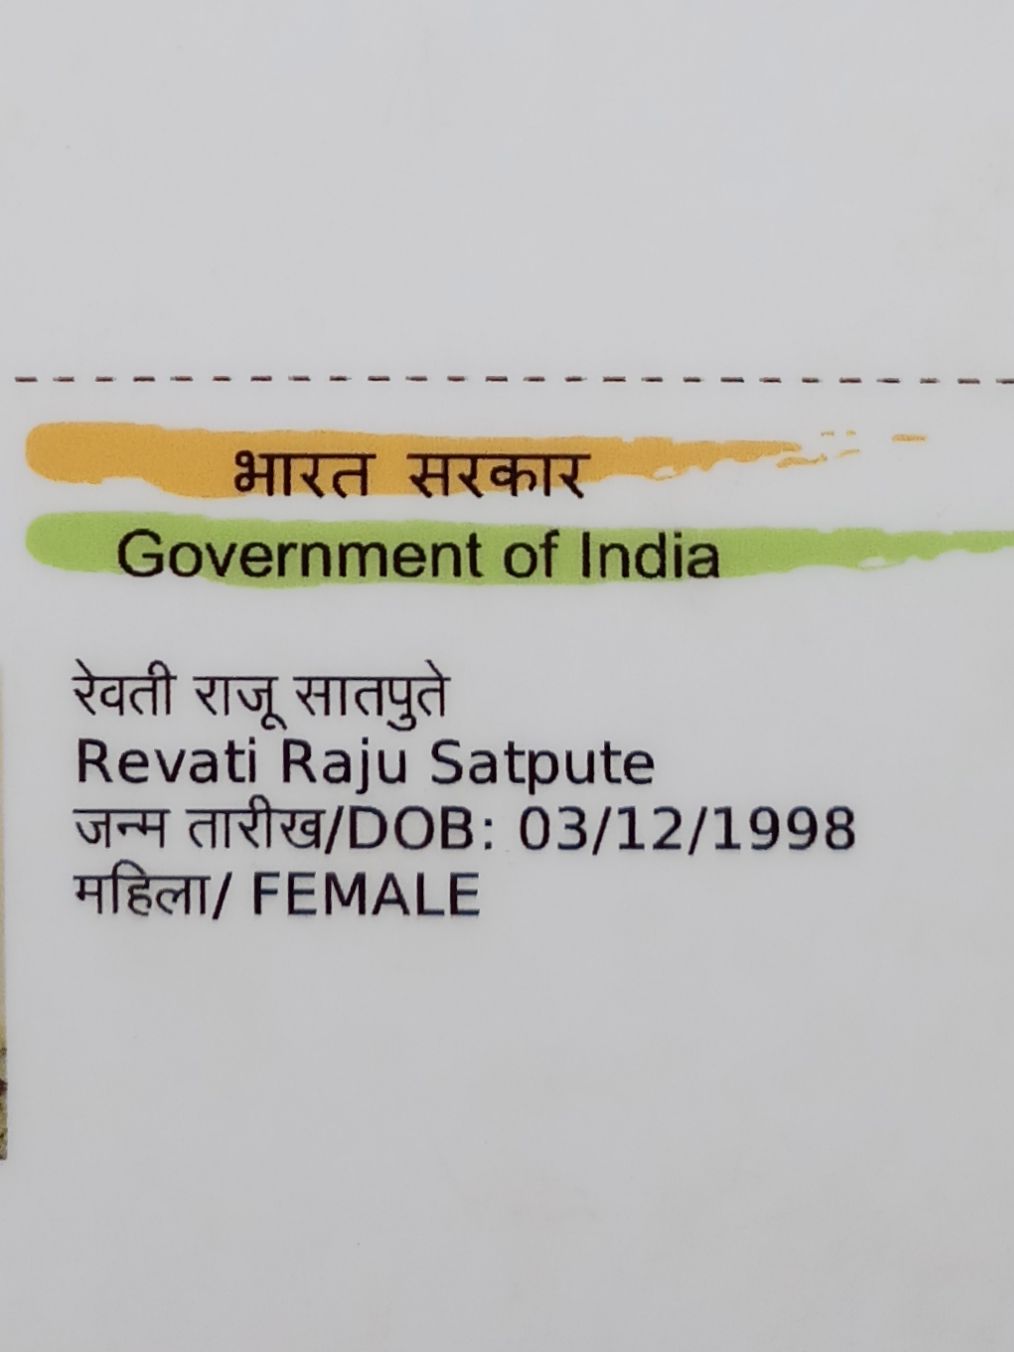 भारत सरकार
Government of India
रेवती राजू सातपुते
Revati Raju Satpute
जन्म तारीख/DOB: 03/12/1998
महिला/ FEMALE